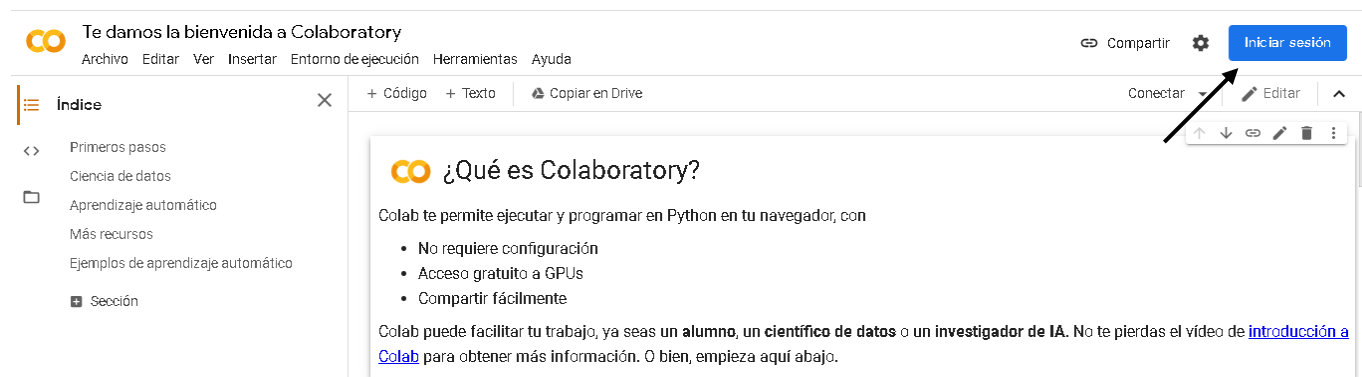 Te damos la bienvenida a Colaboratory
Archivo Editar Ver Insertar Entorno de ejecución Herramientas Ayuda
Compartir
Iniciar sesión
Índice
Primeros pasos
Ciencia de datos
Aprendizaje automático
Más recursos
Ejemplos de aprendizaje automático
Sección
+ Código + Texto Copiar en Drive
Conectar
Editar
¿Qué es Colaboratory?
Colab te permite ejecutar y programar en Python en tu navegador, con
• No requiere configuración
• Acceso gratuito a GPUs
• Compartir fácilmente
Colab puede facilitar tu trabajo, ya seas un alumno, un científico de datos o un investigador de IA. No te pierdas el vídeo de introducción a
Colab para obtener más información. O bien, empieza aquí abajo.